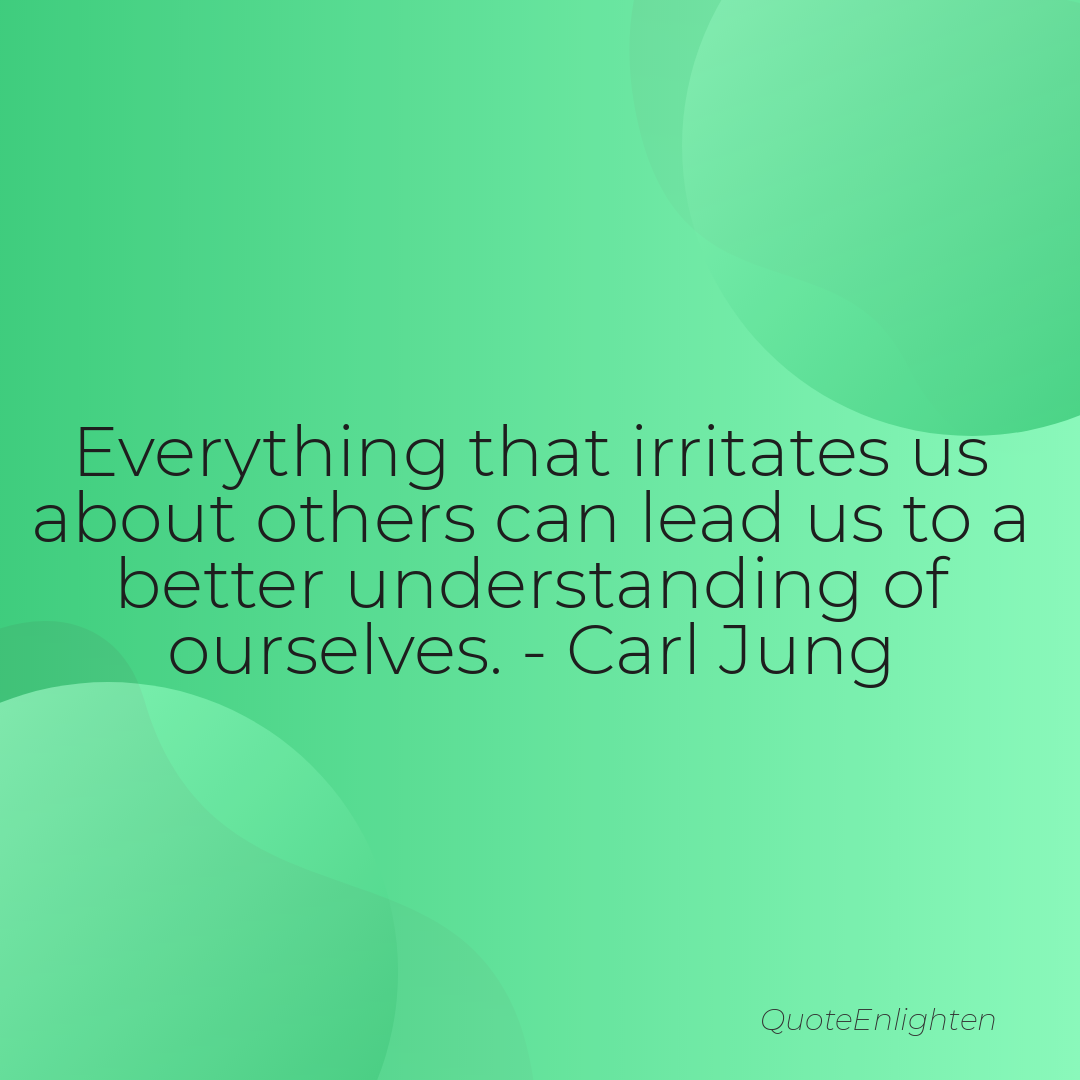 Everything that irritates us
about others can lead us to a
better understanding of
ourselves. - Carl Jung
QuoteEnlighten